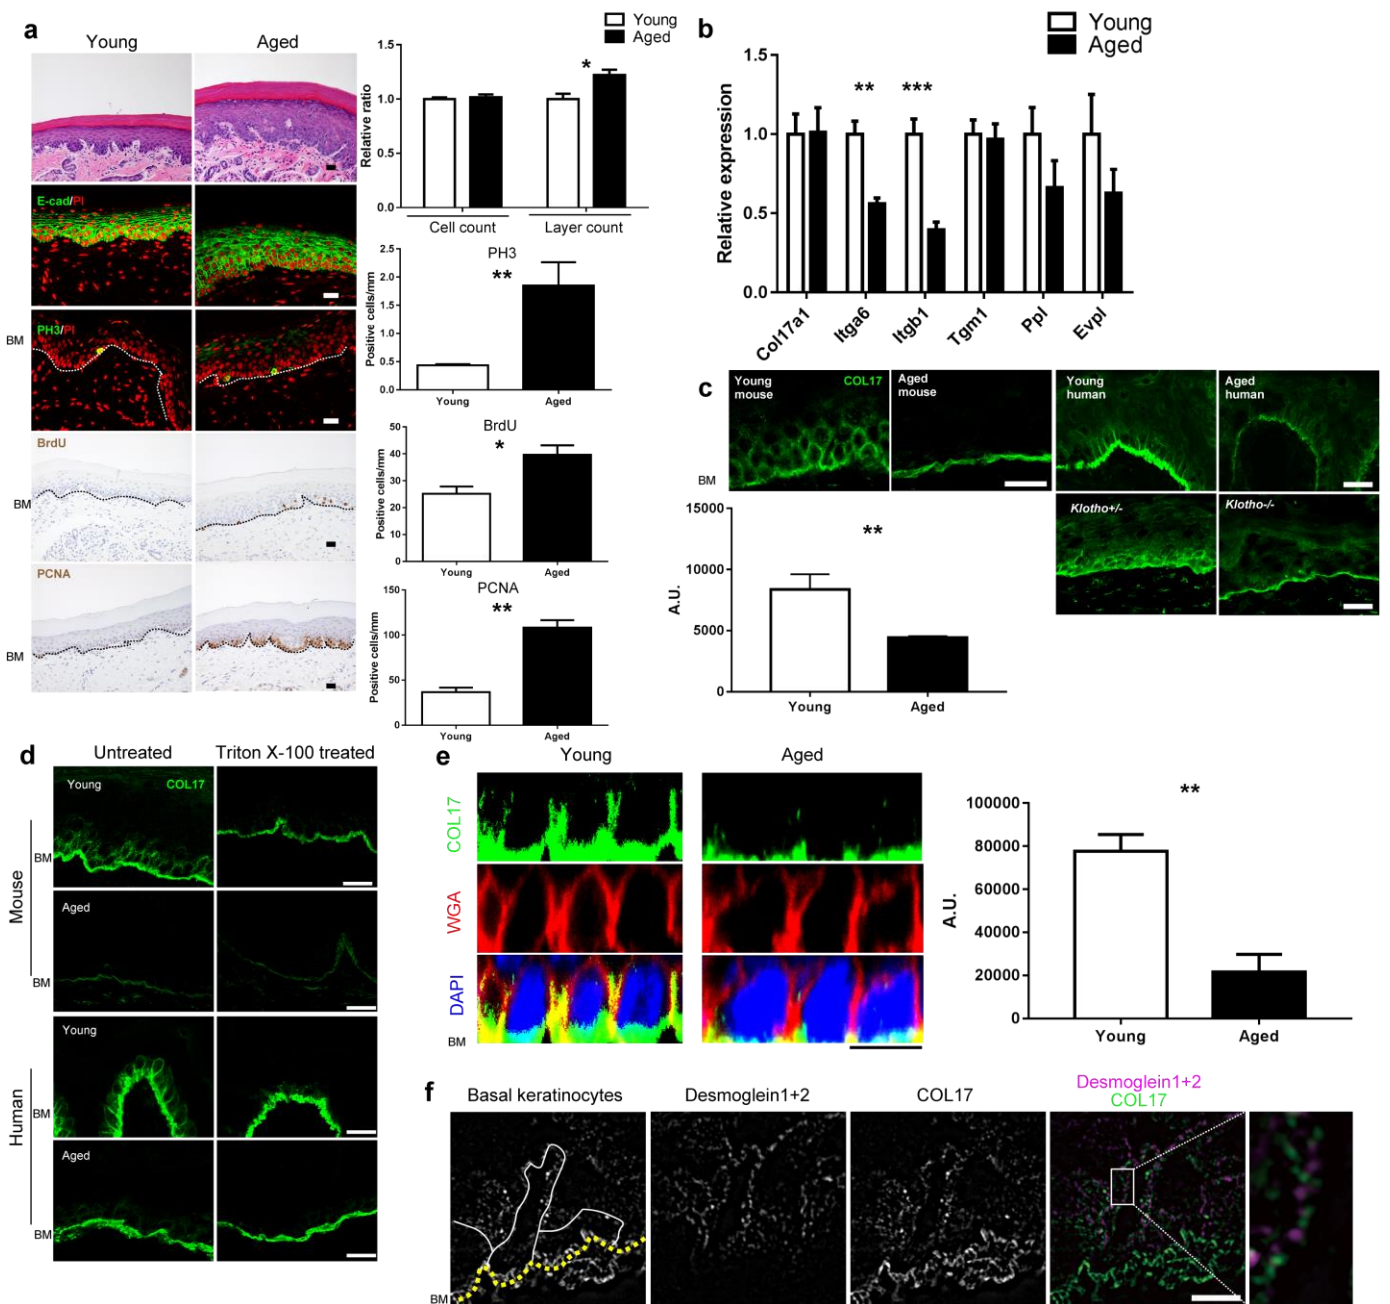 a
Young
Aged
Young
Aged
E-cad/PI
PH3/PI
BM
BrdU
BM
PCNA
BM
Relative ratio
1.5
1.0
0.5
0.0
Cell count
Layer count
*
PH3
**
Positive cells/mm
2.5
2.0
1.5
1.0
0.5
0.0
Young
Aged
BrdU
*
Positive cells/mm
50
40
30
20
10
0
Young
Aged
PCNA
**
Positive cells/mm
150
100
50
0
Young
Aged
b
Young
Aged
Relative expression
1.5
1.0
0.5
0.0
**
***
Col17a1
Itga6
Itgb1
Tgm1
Ppl
Evpl
c
Young
mouse
COL17
Aged
mouse
Young
human
Aged
human
BM
Klotho+/-
Klotho-/-
A.U.
15000
10000
5000
0
**
Young
Aged
d
Untreated
Triton X-100 treated
Mouse
Young
COL17
BM
Aged
BM
Human
Young
BM
Aged
BM
e
Young
Aged
COL17
WGA
DAPI
BM
A.U.
100000
80000
60000
40000
20000
0
**
Young
Aged
f
Basal keratinocytes
Desmoglein1+2
COL17
Desmoglein1+2
COL17
BM